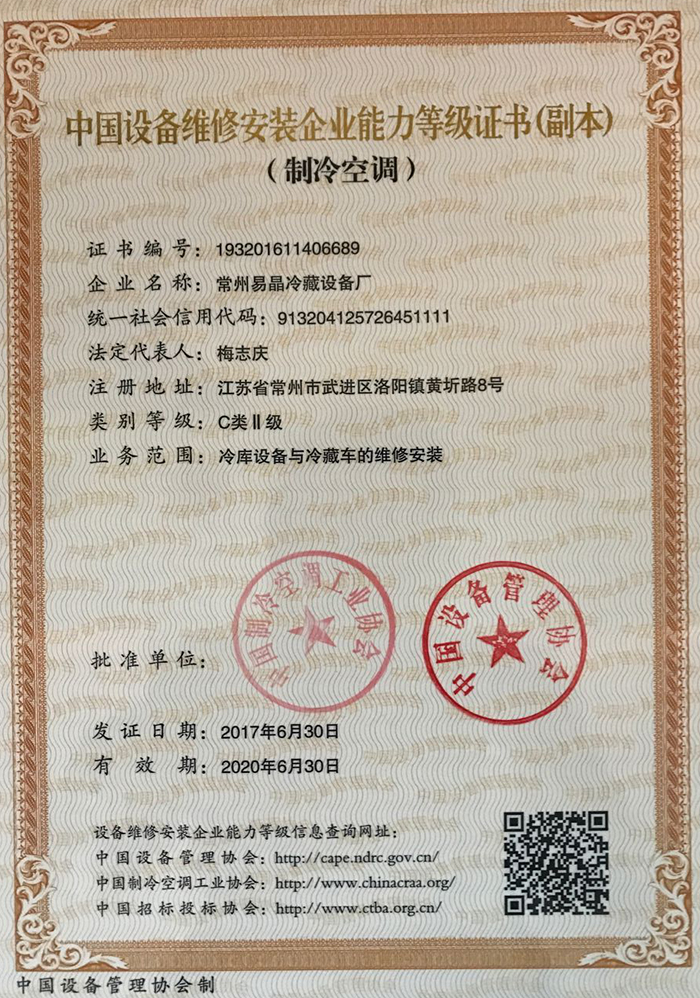 中国设备维修安装企业能力等级证书(副本)
(制冷空调)
证书编号：193201611406689
企业名称：常州易晶冷藏设备厂
统一社会信用代码：913204125726451111
法定代表人：梅志庆
注册地址：江苏省常州市武进区洛阳镇黄圻路8号
类别等级：C类Ⅱ级
业务范围：冷库设备与冷藏车的维修安装
中国制冷空调工业协会
中国设备管理协会
批准单位：
发证日期：2017年6月30日
有效期：2020年6月30日
设备维修安装企业能力等级信息查询网址：
中国设备管理协会：http://cape.ndrc.gov.cn/
中国制冷空调工业协会：http://www.chinacraa.org/
中国招标投标协会：http://www.ctba.org.cn/
中国设备管理协会制